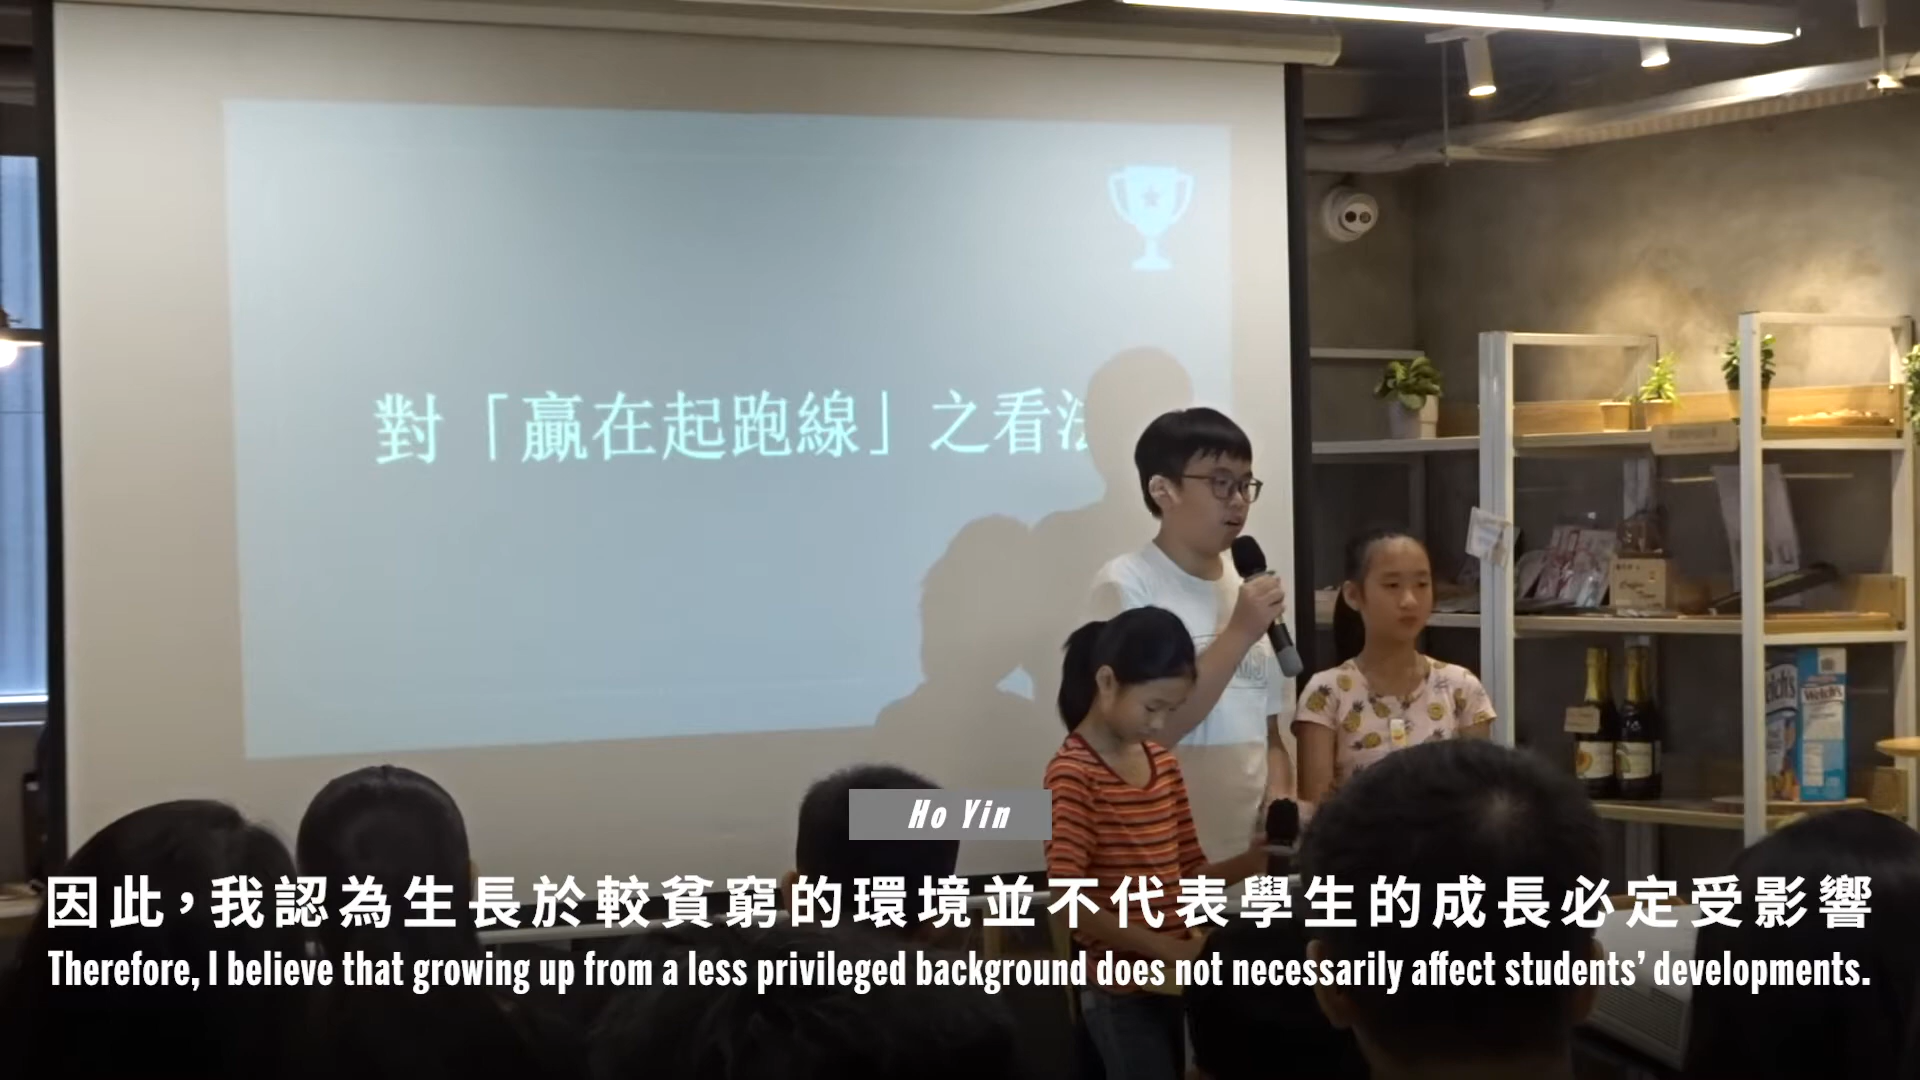 對「贏在起跑線」之看法
Welch's
Ho Yin
因此，我認為生長於較貧窮的環境並不代表學生的成長必定受影響
Therefore, I believe that growing up from a less privileged background does not necessarily affect students’ developments.